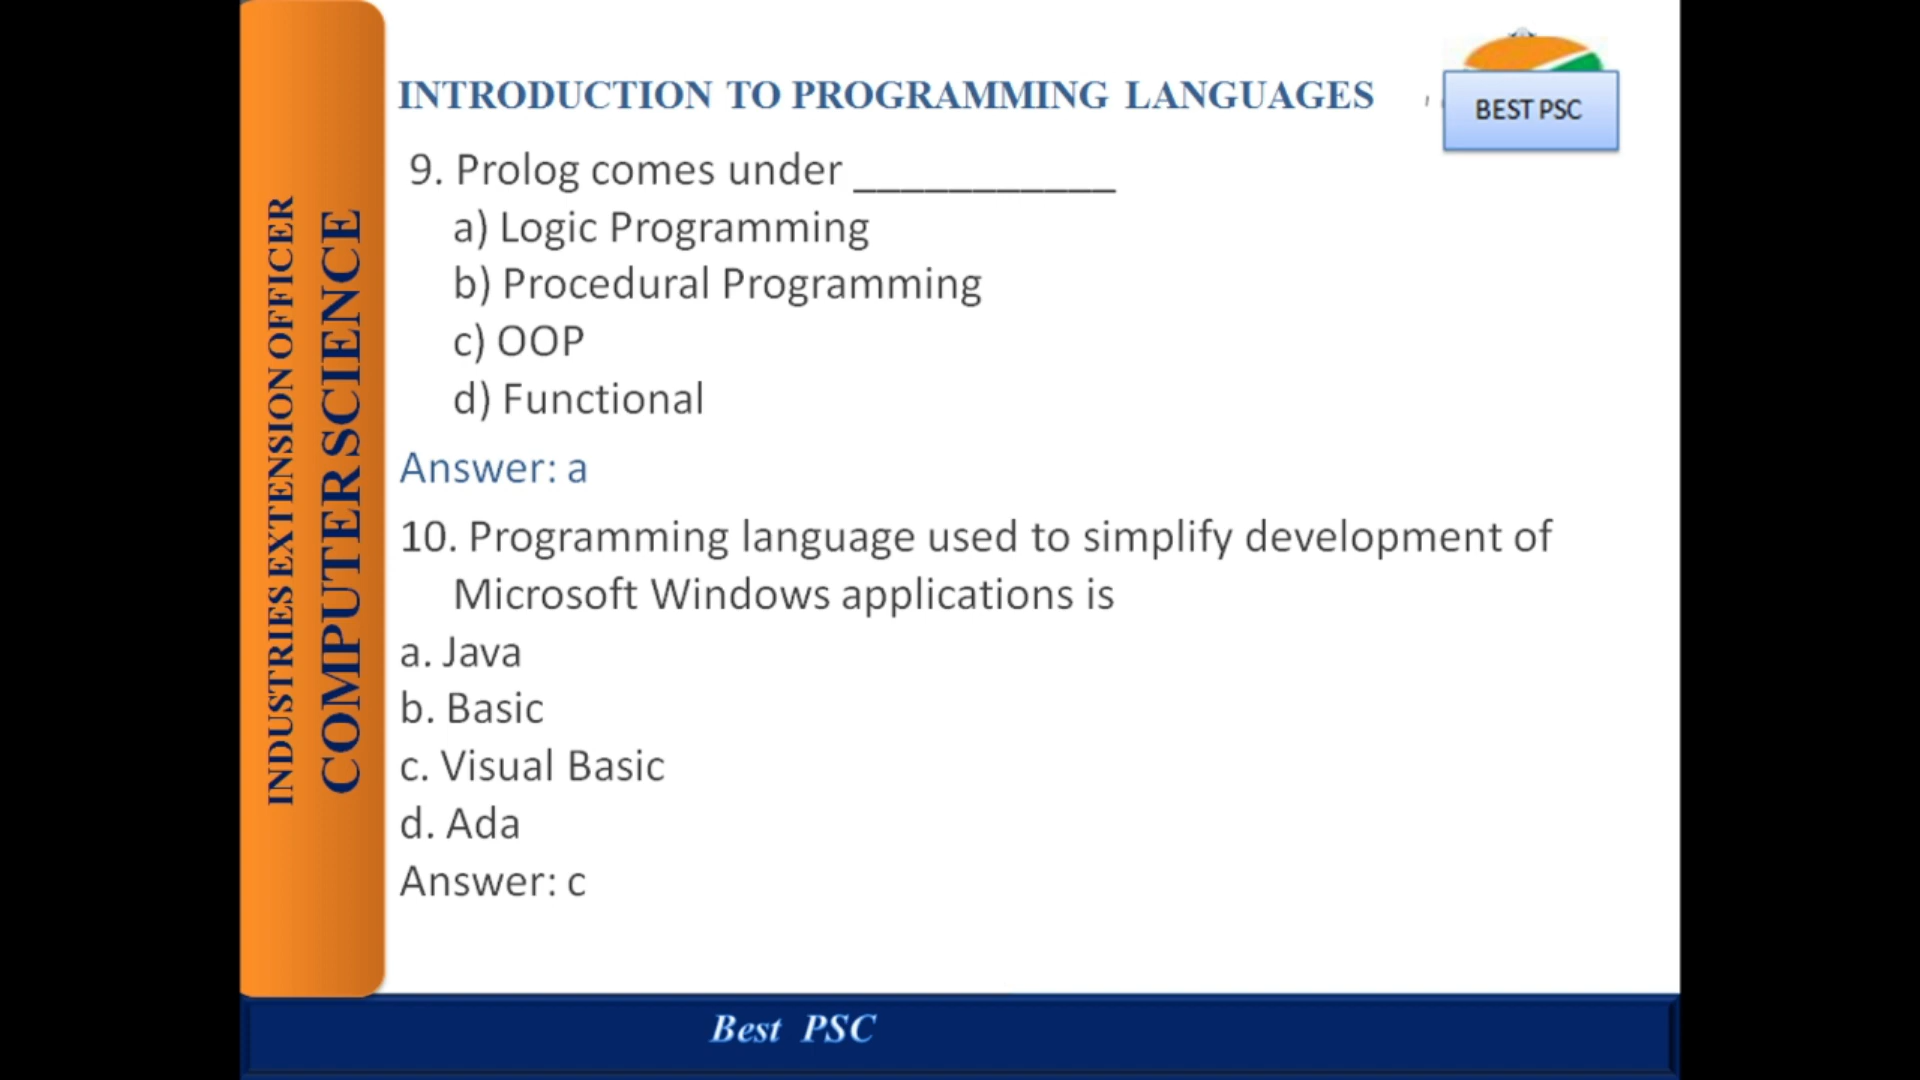 INTRODUCTION TO PROGRAMMING LANGUAGES
BEST PSC
INDUSTRIES EXTENSION OFFICER
COMPUTER SCIENCE
9. Prolog comes under ___________
a) Logic Programming
b) Procedural Programming
c) OOP
d) Functional
Answer: a
10. Programming language used to simplify development of
Microsoft Windows applications is
a. Java
b. Basic
c. Visual Basic
d. Ada
Answer: c
Best PSC